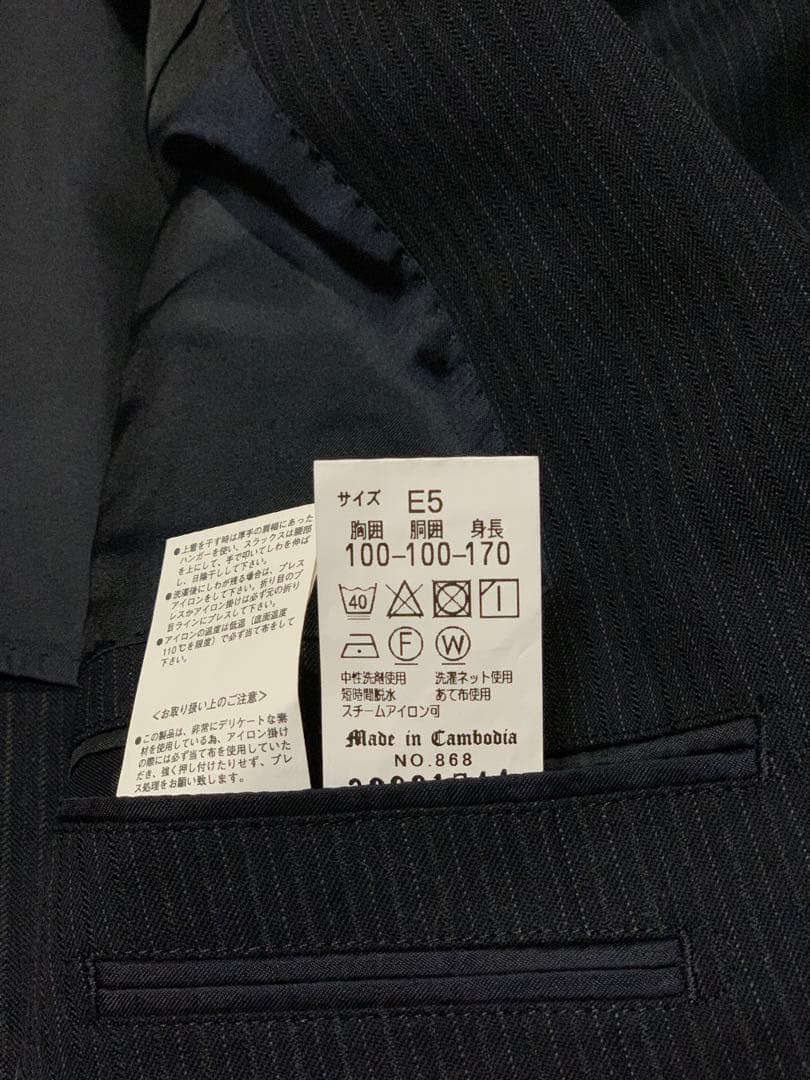 ●上着を干す時は厚手の肩幅にあった
ハンガーを使い、スラックスは腰部
を上にして、手で叩いてしわを伸ば
し、日陰干しして下さい。
●洗濯後にしわが残る場合は、プレス
アイロンをして下さい。折り目のプ
レスかアイロン掛けは必ず元の折り
目ラインにプレスして下さい。
●アイロンの温度は低温（底面温度
110℃を限度）で必ず当て布をして
下さい。
＜お取り扱い上のご注意＞
●この製品は、非常にデリケートな素
材を使用している為、アイロン掛け
の際には必ず当て布を使用していた
だき、強く押し付けたりせず、プレ
ス処理をお願い致します。
サイズ E5
胸囲 胴囲 身長
100-100-170
40
F W
中性洗剤使用 洗濯ネット使用
短時間脱水 あて布使用
スチームアイロン可
Made in Cambodia
NO.868